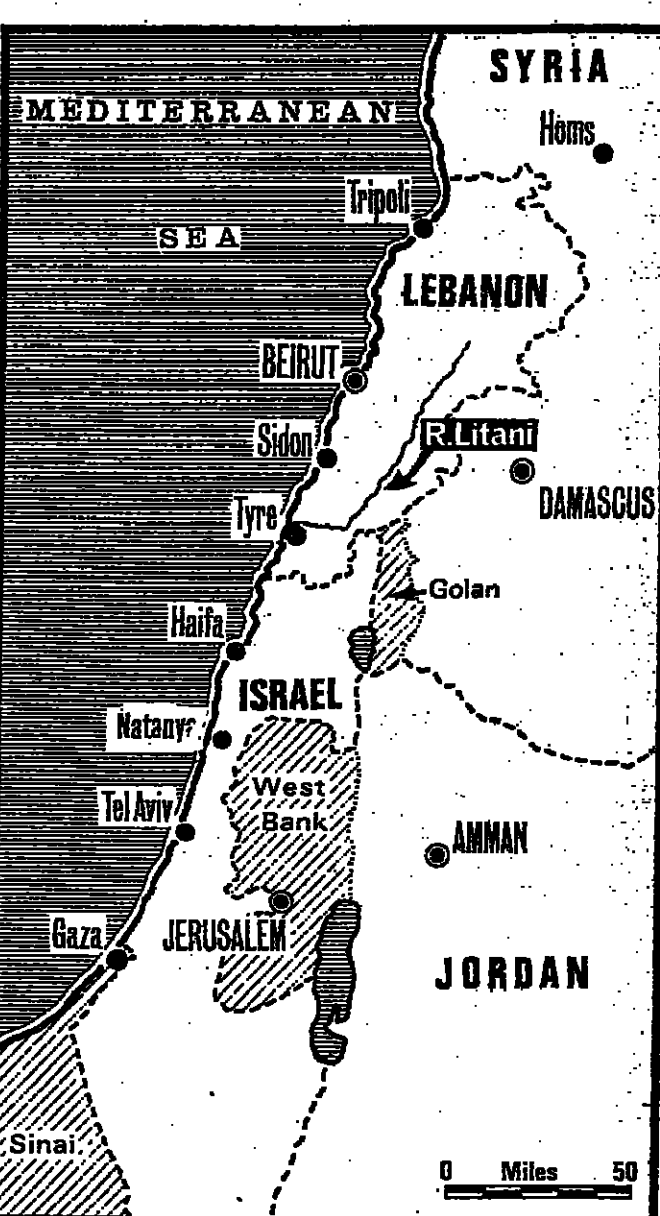 SYRIA
MEDITERRANEAN
Homs
Tripoli
SEA
LEBANON
BEIRUT
R.Litani
Sidon
DAMASCUS
Tyre
Golan
Haifa
ISRAEL
West
Bank
Tel Aviv
AMMAN
Gaza
JERUSALEM
JORDAN
Sinai
0 Miles 50